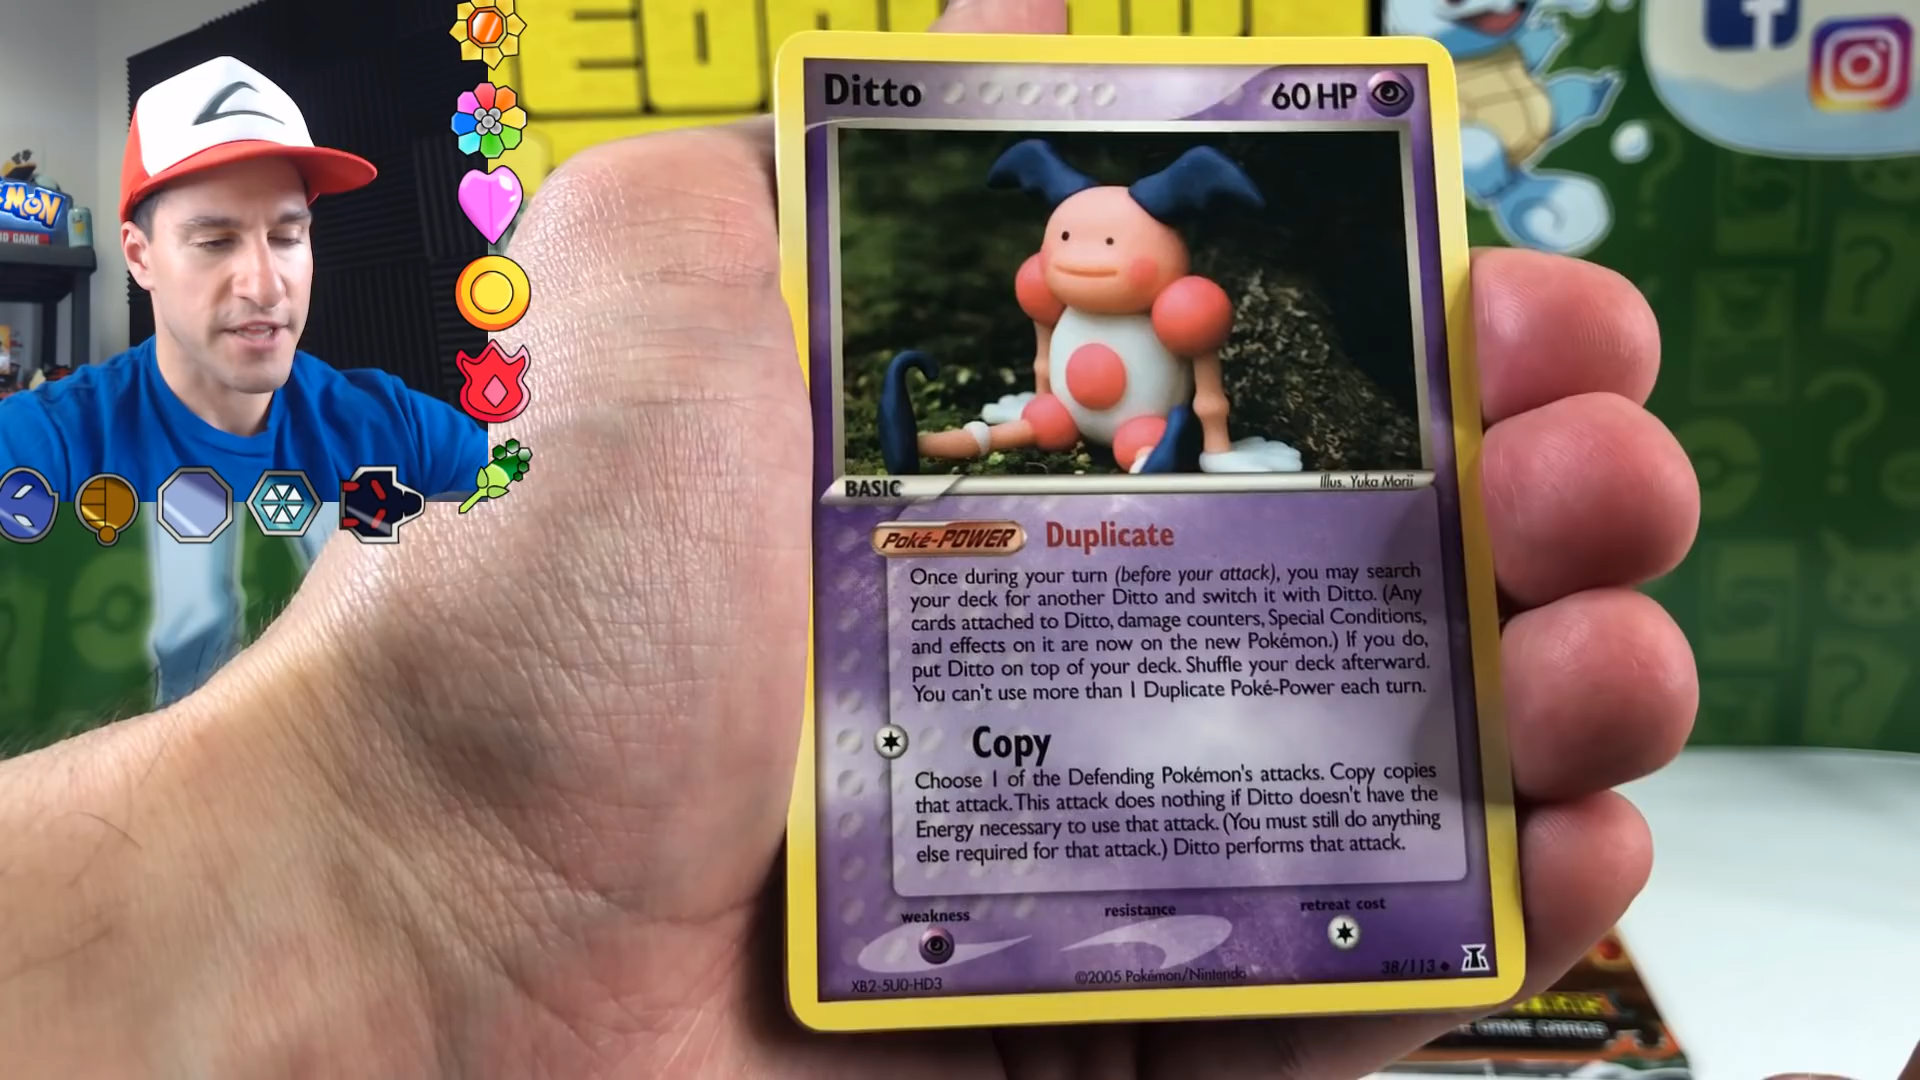 Ditto 60 HP
BASIC Illus. Yuka Morii
Poké-POWER Duplicate
Once during your turn (before your attack), you may search
your deck for another Ditto and switch it with Ditto. (Any
cards attached to Ditto, damage counters, Special Conditions,
and effects on it are now on the new Pokémon.) If you do,
put Ditto on top of your deck. Shuffle your deck afterward.
You can't use more than 1 Duplicate Poké-Power each turn.
Copy
Choose 1 of the Defending Pokémon's attacks. Copy copies
that attack. This attack does nothing if Ditto doesn't have the
Energy necessary to use that attack. (You must still do anything
else required for that attack.) Ditto performs that attack.
weakness resistance retreat cost
XB2-5U0-HD3 ©2005 Pokémon/Nintendo 38/113
GAME CARDS